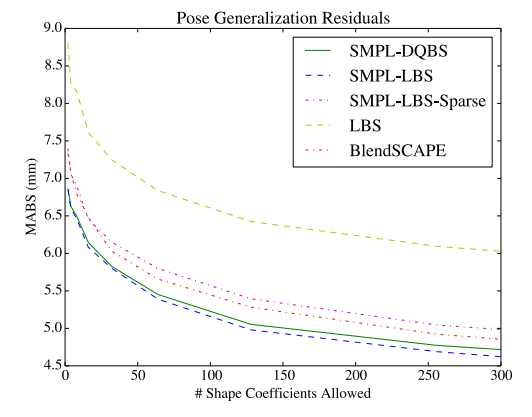 Pose Generalization Residuals
9.0
8.5
8.0
7.5
7.0
6.5
6.0
5.5
5.0
4.5
MABS (mm)
SMPL-DQBS
SMPL-LBS
SMPL-LBS-Sparse
LBS
BlendSCAPE
0 50 100 150 200 250 300
# Shape Coefficients Allowed